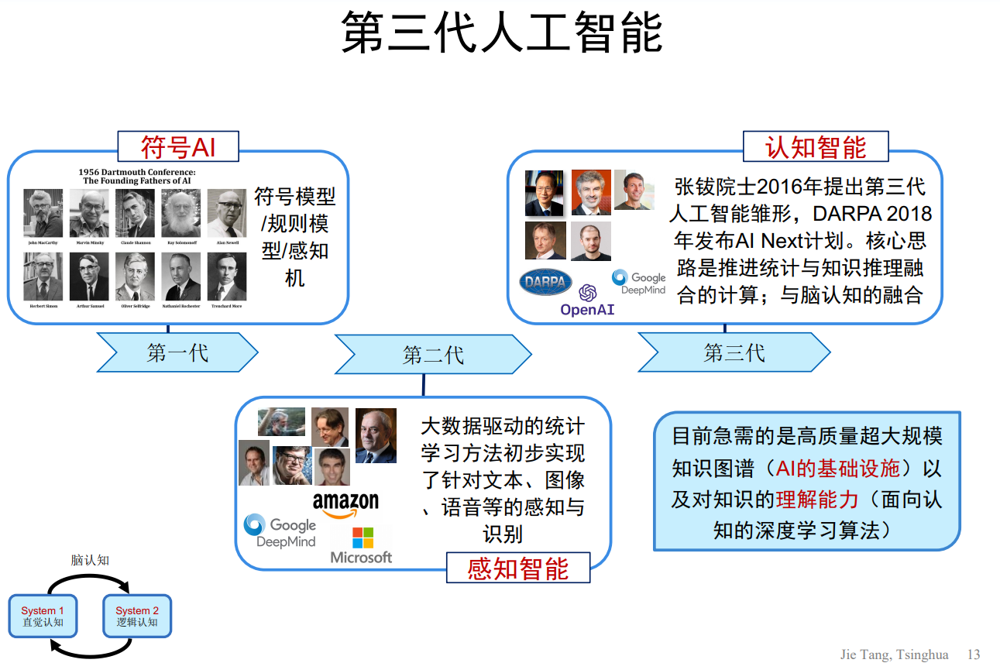 第三代人工智能
符号AI
1956 Dartmouth Conference:
The Founding Fathers of AI
John MacCarthy
Marvin Minsky
Claude Shannon
Ray Solomonoff
Alan Newell
Herbert Simon
Arthur Samuel
Oliver Selfridge
Nathaniel Rochester
Trenchard More
符号模型
/规则模
型/感知
机
第一代
第二代
大数据驱动的统计
学习方法初步实现
了针对文本、图像
、语音等的感知与
识别
amazon
Google
DeepMind
Microsoft
感知智能
认知智能
张钹院士2016年提出第三代
人工智能雏形，DARPA 2018
年发布AI Next计划。核心思
路是推进统计与知识推理融
合的计算；与脑认知的融合
DARPA
OpenAI
Google
DeepMind
第三代
目前急需的是高质量超大规模
知识图谱（AI的基础设施）以
及对知识的理解能力（面向认
知的深度学习算法）
脑认知
System 1
直觉认知
System 2
逻辑认知
Jie Tang, Tsinghua
13